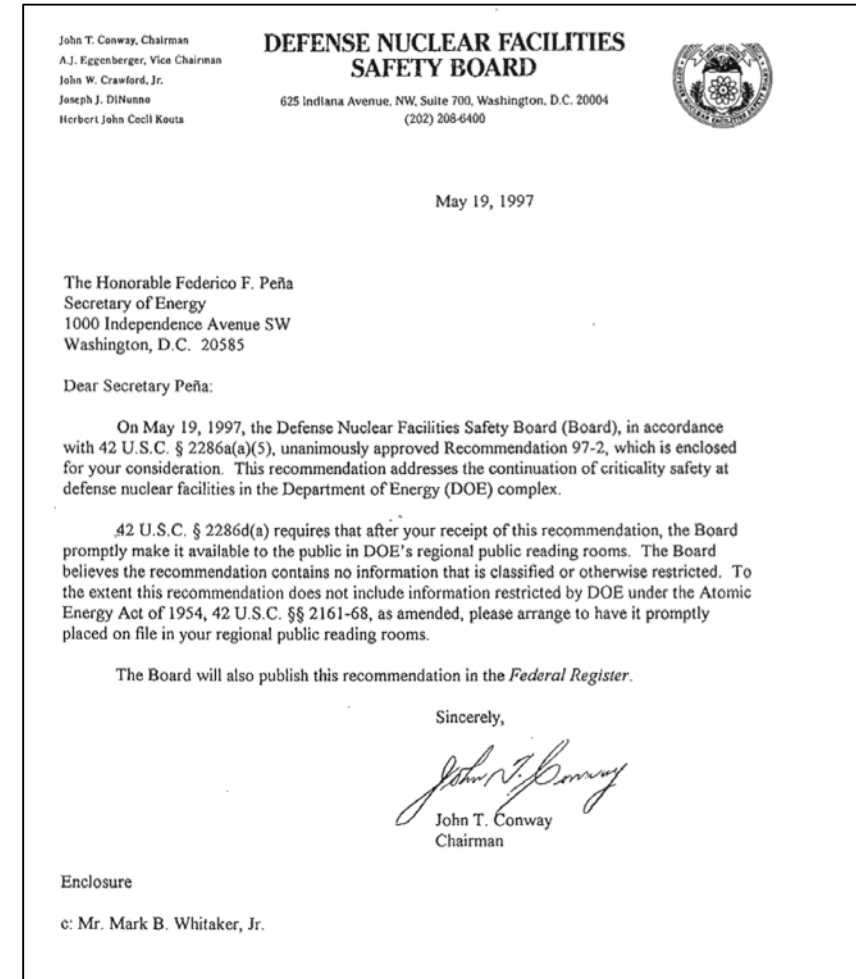 John T. Conway, Chairman
A.J. Eggenberger, Vice Chairman
John W. Crawford, Jr.
Joseph J. DiNunno
Herbert John Cecil Kouts
DEFENSE NUCLEAR FACILITIES
SAFETY BOARD
625 Indiana Avenue, NW, Suite 700, Washington, D.C. 20004
(202) 208-6400
May 19, 1997
The Honorable Federico F. Peña
Secretary of Energy
1000 Independence Avenue SW
Washington, D.C. 20585
Dear Secretary Peña:
On May 19, 1997, the Defense Nuclear Facilities Safety Board (Board), in accordance
with 42 U.S.C. § 2286a(a)(5), unanimously approved Recommendation 97-2, which is enclosed
for your consideration. This recommendation addresses the continuation of criticality safety at
defense nuclear facilities in the Department of Energy (DOE) complex.
42 U.S.C. § 2286d(a) requires that after your receipt of this recommendation, the Board
promptly make it available to the public in DOE's regional public reading rooms. The Board
believes the recommendation contains no information that is classified or otherwise restricted. To
the extent this recommendation does not include information restricted by DOE under the Atomic
Energy Act of 1954, 42 U.S.C. §§ 2161-68, as amended, please arrange to have it promptly
placed on file in your regional public reading rooms.
The Board will also publish this recommendation in the Federal Register.
Sincerely,
John T. Conway
John T. Conway
Chairman
Enclosure
c: Mr. Mark B. Whitaker, Jr.